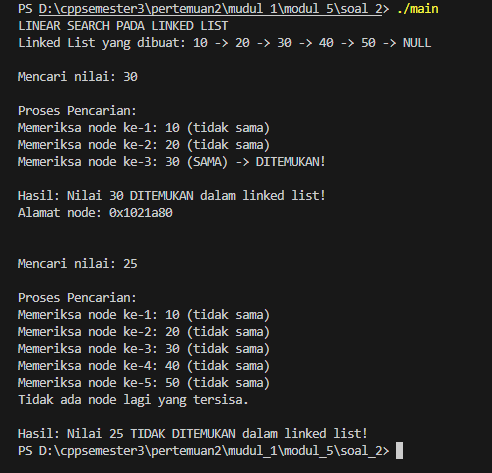 PS D:\cppsemester3\pertemuan2\mudul_1\modul_5\soal_2> ./main
LINEAR SEARCH PADA LINKED LIST
Linked List yang dibuat: 10 -> 20 -> 30 -> 40 -> 50 -> NULL
Mencari nilai: 30
Proses Pencarian:
Memeriksa node ke-1: 10 (tidak sama)
Memeriksa node ke-2: 20 (tidak sama)
Memeriksa node ke-3: 30 (SAMA) -> DITEMUKAN!
Hasil: Nilai 30 DITEMUKAN dalam linked list!
Alamat node: 0x1021a80
Mencari nilai: 25
Proses Pencarian:
Memeriksa node ke-1: 10 (tidak sama)
Memeriksa node ke-2: 20 (tidak sama)
Memeriksa node ke-3: 30 (tidak sama)
Memeriksa node ke-4: 40 (tidak sama)
Memeriksa node ke-5: 50 (tidak sama)
Tidak ada node lagi yang tersisa.
Hasil: Nilai 25 TIDAK DITEMUKAN dalam linked list!
PS D:\cppsemester3\pertemuan2\mudul_1\modul_5\soal_2>